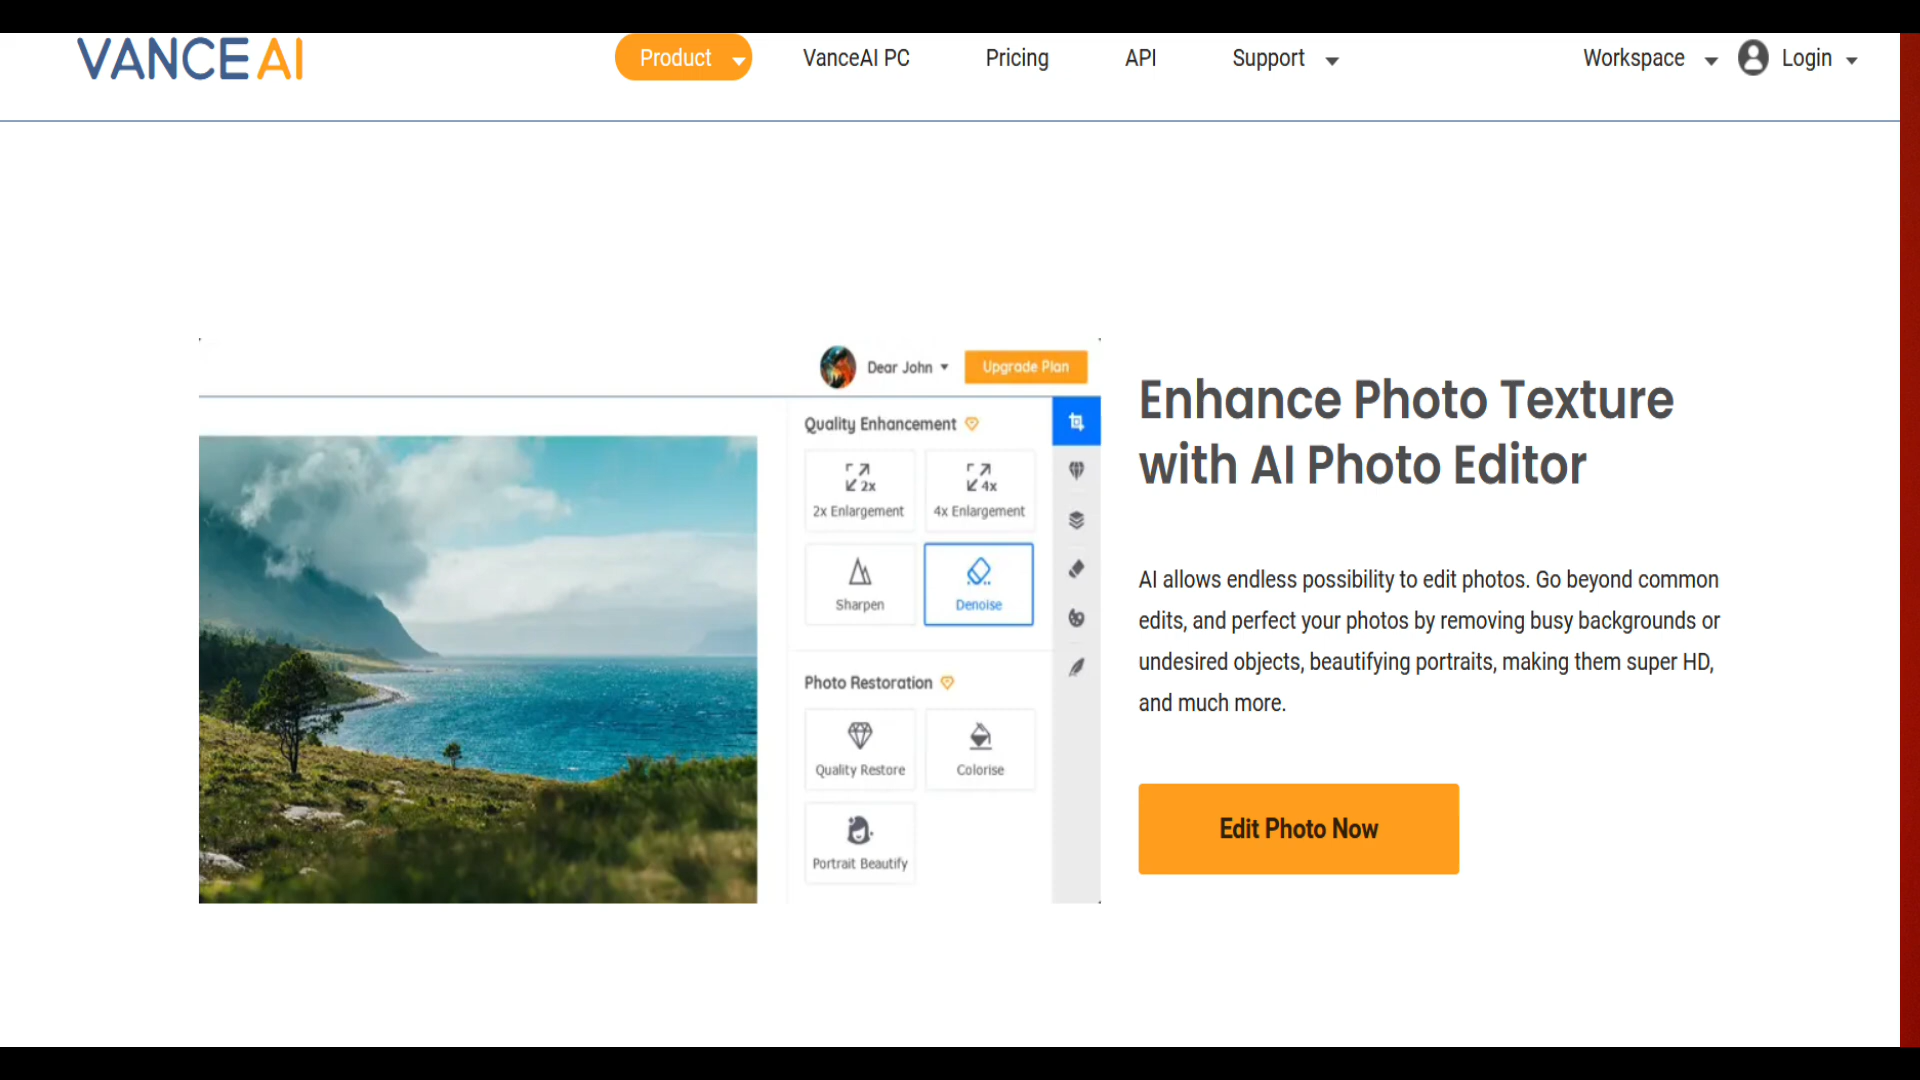 VANCE AI
Product
VanceAI PC
Pricing
API
Support
Workspace
Login
Dear John
Upgrade Plan
Quality Enhancement
2x
4x
2x Enlargement
4x Enlargement
Sharpen
Denoise
Photo Restoration
Quality Restore
Colorise
Portrait Beautify
Enhance Photo Texture
with AI Photo Editor
AI allows endless possibility to edit photos. Go beyond common
edits, and perfect your photos by removing busy backgrounds or
undesired objects, beautifying portraits, making them super HD,
and much more.
Edit Photo Now